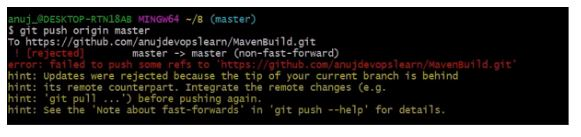 anuj_@DESKTOP-RTN18AB MINGW64 ~/B (master)
$ git push origin master
To https://github.com/anujdevopslearn/MavenBuild.git
! [rejected]        master -> master (non-fast-forward)
error: failed to push some refs to 'https://github.com/anujdevopslearn/MavenBuild.git'
hint: Updates were rejected because the tip of your current branch is behind
hint: its remote counterpart. Integrate the remote changes (e.g.
hint: 'git pull ...') before pushing again.
hint: See the 'Note about fast-forwards' in 'git push --help' for details.